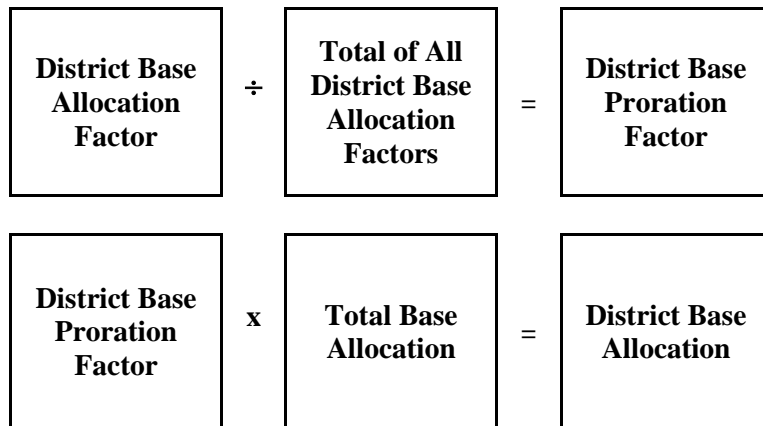 District Base
Allocation
Factor
÷
Total of All
District Base
Allocation
Factors
=
District Base
Proration
Factor
District Base
Proration
Factor
x
Total Base
Allocation
=
District Base
Allocation